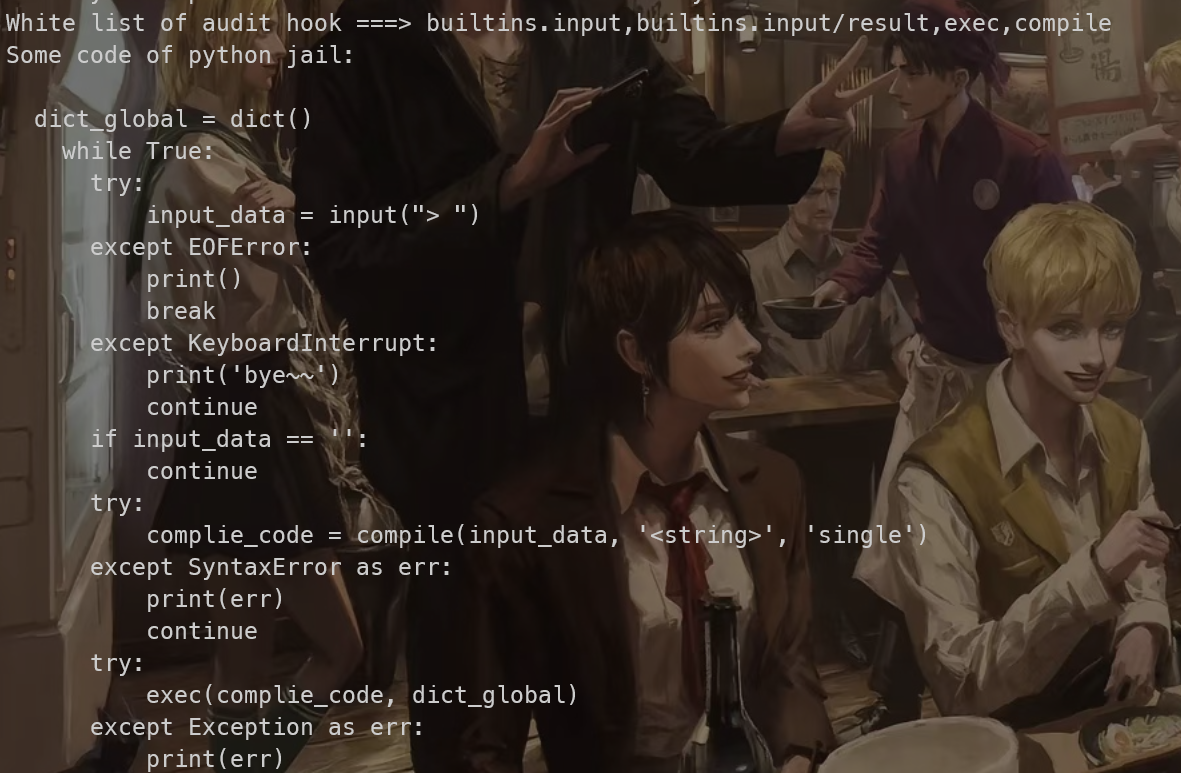 White list of audit hook ===> builtins.input,builtins.input/result,exec,compile
Some code of python jail:
dict_global = dict()
while True:
try:
input_data = input("> ")
except EOFError:
print()
break
except KeyboardInterrupt:
print('bye~~')
continue
if input_data == '':
continue
try:
complie_code = compile(input_data, '<string>', 'single')
except SyntaxError as err:
print(err)
continue
try:
exec(complie_code, dict_global)
except Exception as err:
print(err)